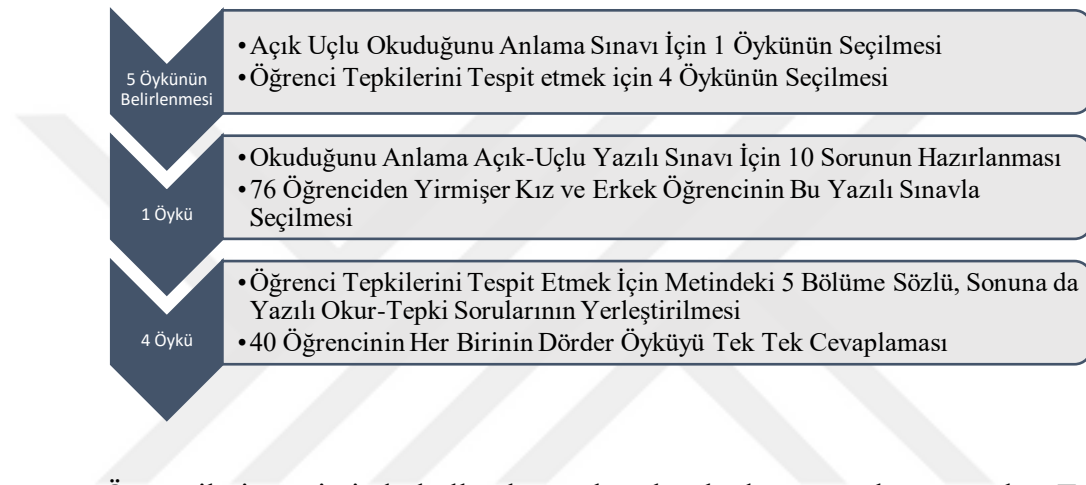 5 Öykünün
Belirlenmesi
•Açık Uçlu Okuduğunu Anlama Sınavı İçin 1 Öykünün Seçilmesi
•Öğrenci Tepkilerini Tespit etmek için 4 Öykünün Seçilmesi
1 Öykü
•Okuduğunu Anlama Açık-Uçlu Yazılı Sınavı İçin 10 Sorunun Hazırlanması
•76 Öğrenciden Yirmişer Kız ve Erkek Öğrencinin Bu Yazılı Sınavla
Seçilmesi
4 Öykü
•Öğrenci Tepkilerini Tespit Etmek İçin Metindeki 5 Bölüme Sözlü, Sonuna da
Yazılı Okur-Tepki Sorularının Yerleştirilmesi
•40 Öğrencinin Her Birinin Dörder Öyküyü Tek Tek Cevaplaması